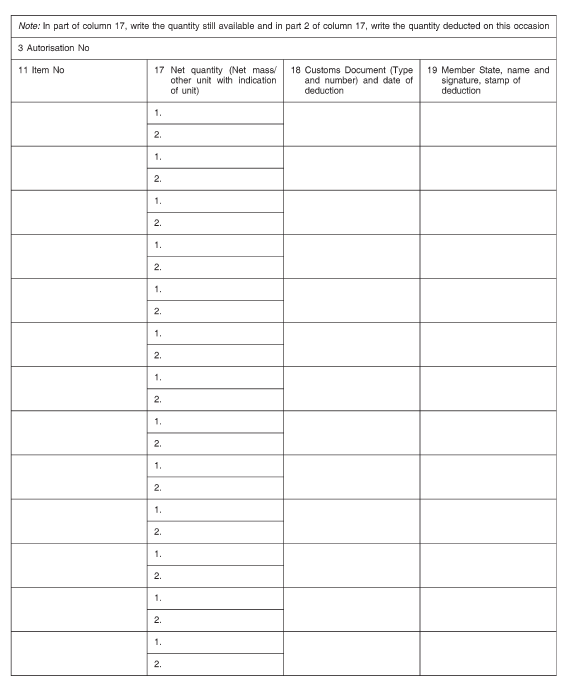 Note: In part of column 17, write the quantity still available and in part 2 of column 17, write the quantity deducted on this occasion
3 Autorisation No
11 Item No
17 Net quantity (Net mass/
other unit with indication
of unit)
18 Customs Document (Type
and number) and date of
deduction
19 Member State, name and
signature, stamp of
deduction
1.
2.
1.
2.
1.
2.
1.
2.
1.
2.
1.
2.
1.
2.
1.
2.
1.
2.
1.
2.
1.
2.
1.
2.
1.
2.